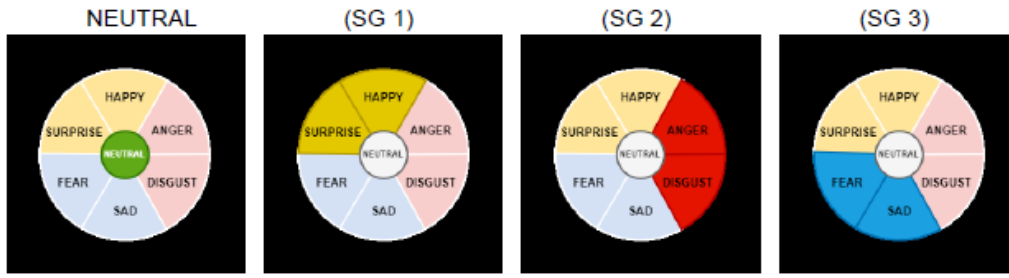 NEUTRAL (SG 1) (SG 2) (SG 3)
HAPPY
SURPRISE ANGER
NEUTRAL
FEAR DISGUST
SAD
HAPPY
SURPRISE ANGER
NEUTRAL
FEAR DISGUST
SAD
HAPPY
SURPRISE ANGER
NEUTRAL
FEAR DISGUST
SAD
HAPPY
SURPRISE ANGER
NEUTRAL
FEAR DISGUST
SAD